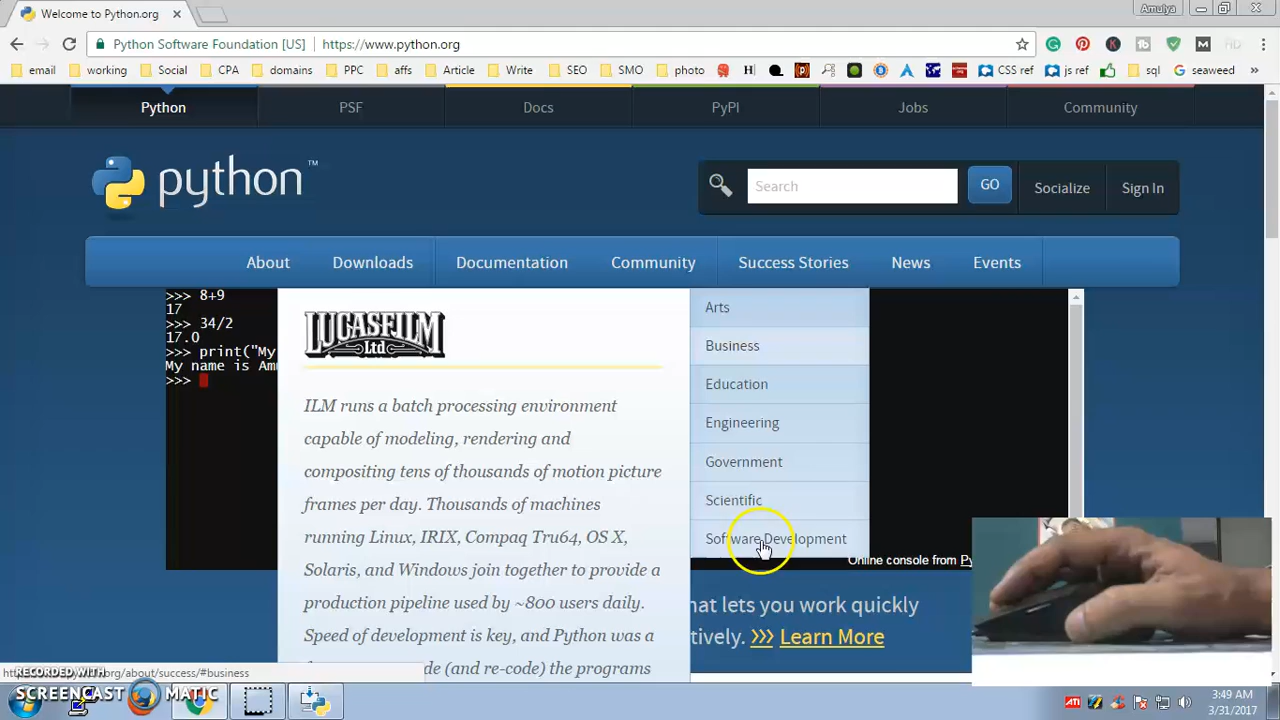 Welcome to Python.org
Amulya
Python Software Foundation [US] https://www.python.org
email working Social CPA domains PPC affs Article Write SEO SMO photo H CSS ref js ref sql seaweed
Python PSF Docs PyPI Jobs Community
python™
Search GO Socialize Sign In
About Downloads Documentation Community Success Stories News Events
>>> 8+9
17
>>> 34/2
17.0
>>> print("My
My name is Amu
>>>
LUCASFILM
Ltd
ILM runs a batch processing environment
capable of modeling, rendering and
compositing tens of thousands of motion picture
frames per day. Thousands of machines
running Linux, IRIX, Compaq Tru64, OS X,
Solaris, and Windows join together to provide a
production pipeline used by ~800 users daily.
Speed of development is key, and Python was a
de (and re-code) the programs
Arts
Business
Education
Engineering
Government
Scientific
Software Development
Online console from Py
hat lets you work quickly
tively. >>> Learn More
org/about/success/#business
RECORDED WITH
SCREENCAST MATIC
ATI
3:49 AM
3/31/2017